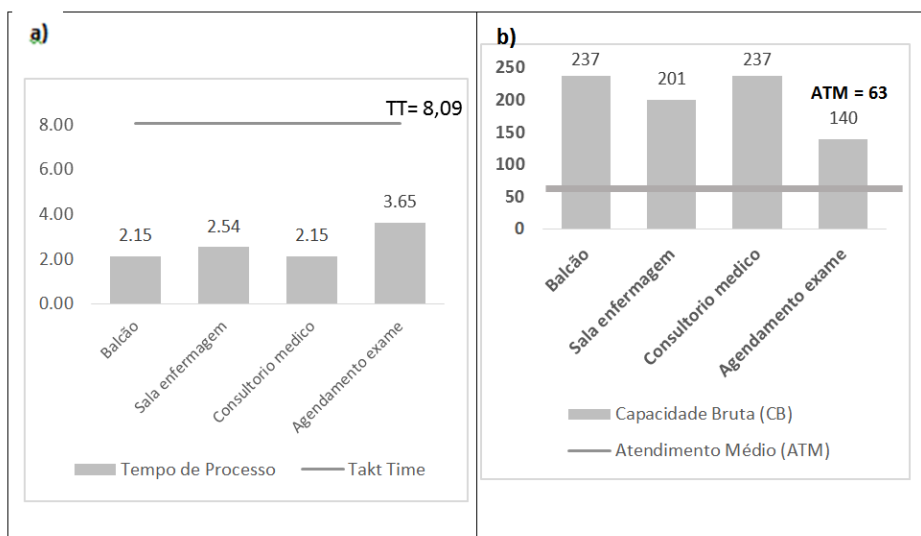 a)
TT= 8,09
8.00
6.00
4.00
2.00
0.00
2.15
2.54
2.15
3.65
Balcão
Sala enfermagem
Consultorio medico
Agendamento exame
Tempo de Processo
Takt Time
b)
250
200
150
100
50
0
237
201
237
ATM = 63
140
Balcão
Sala enfermagem
Consultorio medico
Agendamento exame
Capacidade Bruta (CB)
Atendimento Médio (ATM)